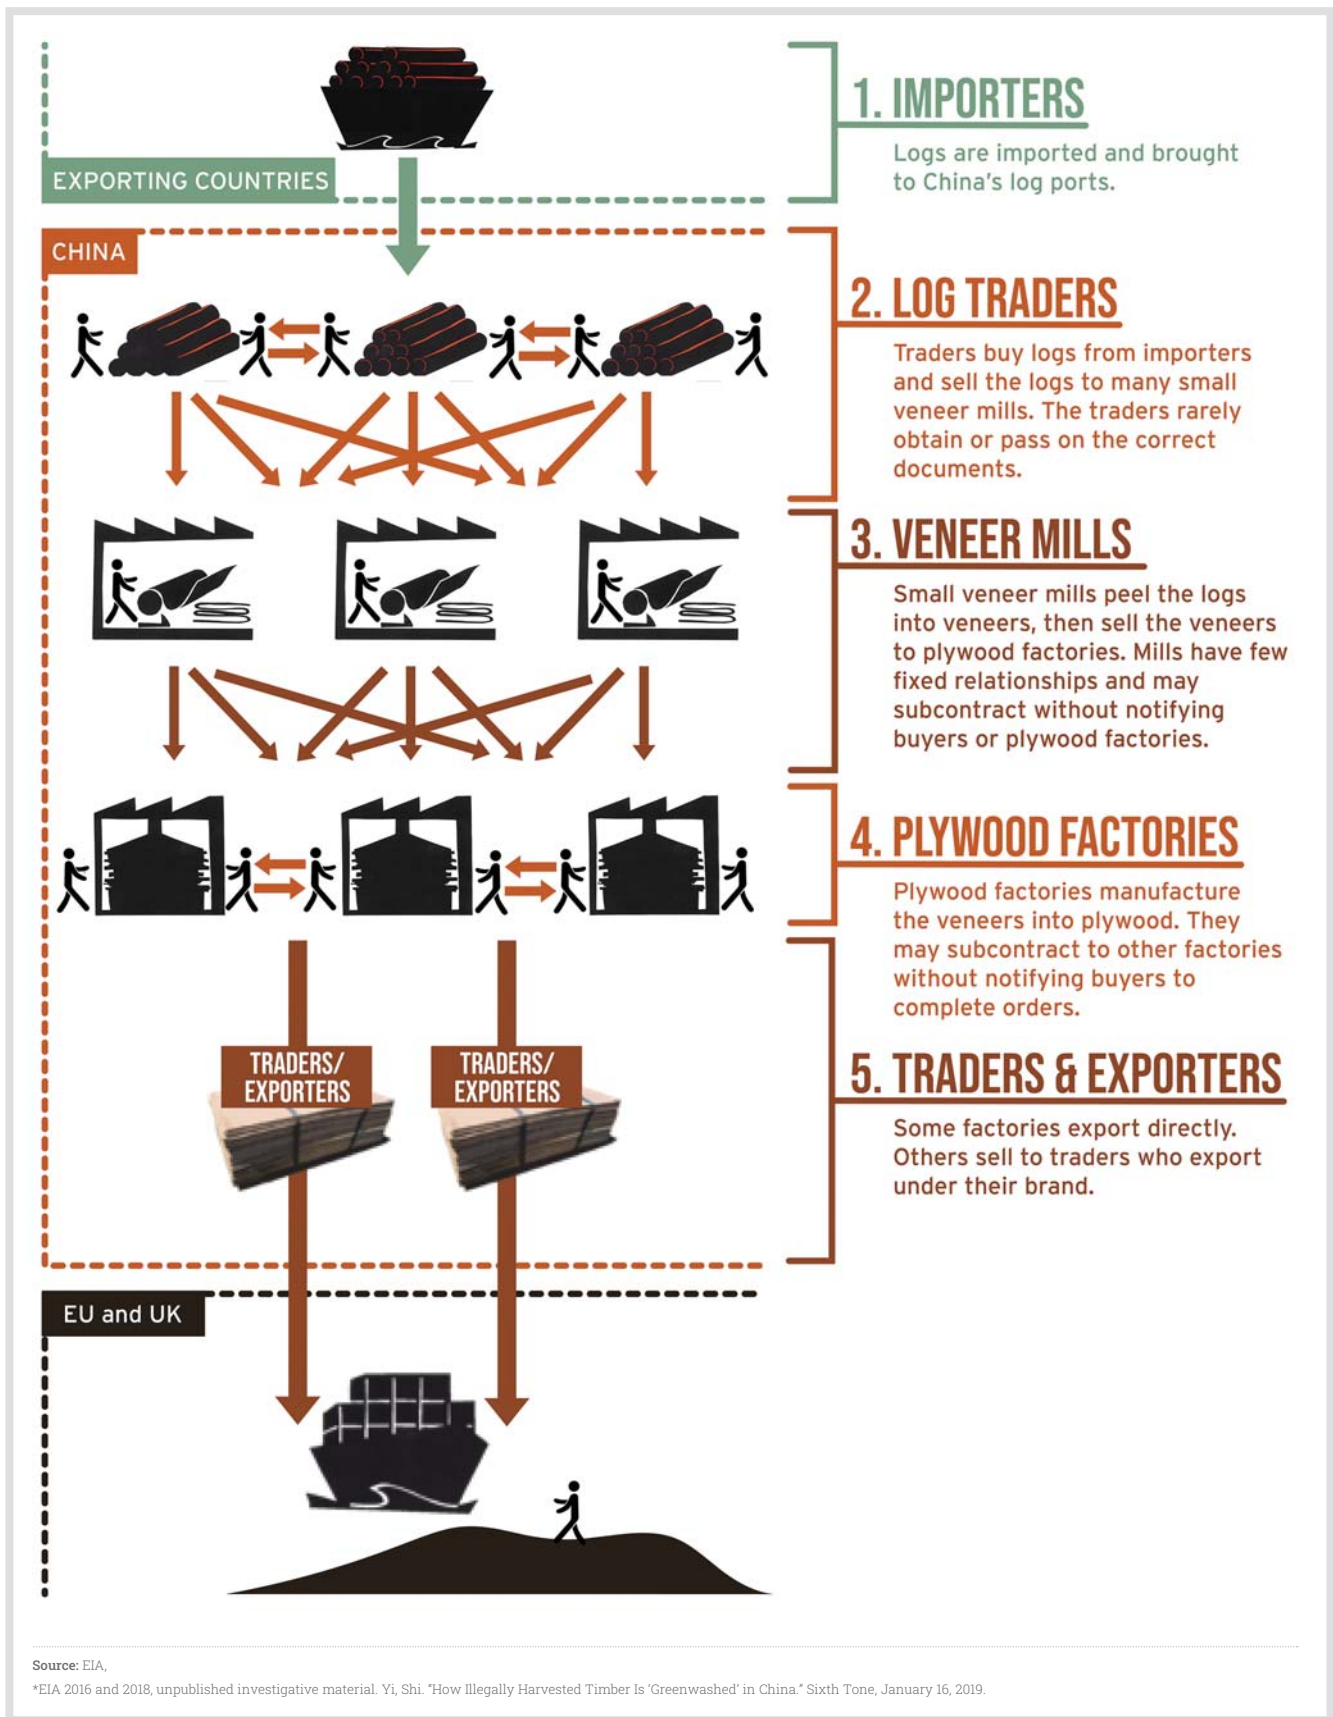 1. IMPORTERS
Logs are imported and brought
to China's log ports.
EXPORTING COUNTRIES
CHINA
2. LOG TRADERS
Traders buy logs from importers
and sell the logs to many small
veneer mills. The traders rarely
obtain or pass on the correct
documents.
3. VENEER MILLS
Small veneer mills peel the logs
into veneers, then sell the veneers
to plywood factories. Mills have few
fixed relationships and may
subcontract without notifying
buyers or plywood factories.
4. PLYWOOD FACTORIES
Plywood factories manufacture
the veneers into plywood. They
may subcontract to other factories
without notifying buyers to
complete orders.
TRADERS/
EXPORTERS
TRADERS/
EXPORTERS
5. TRADERS & EXPORTERS
Some factories export directly.
Others sell to traders who export
under their brand.
EU and UK
Source: EIA,
*EIA 2016 and 2018, unpublished investigative material. Yi, Shi. "How Illegally Harvested Timber Is 'Greenwashed' in China." Sixth Tone, January 16, 2019.